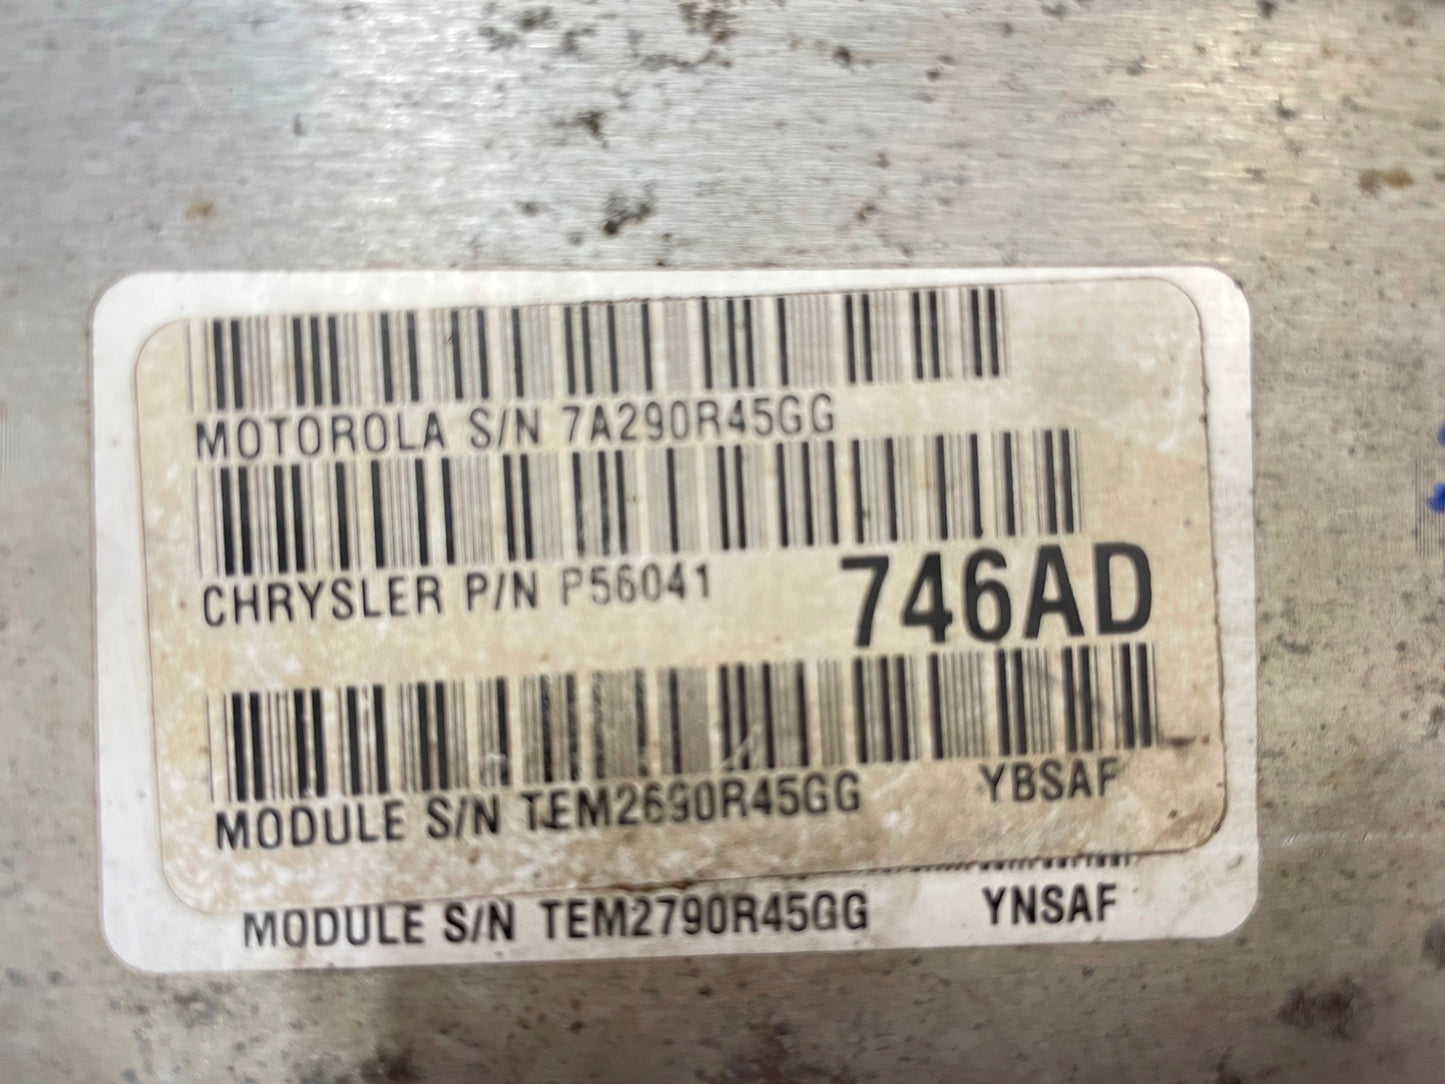 MOTOROLA S/N 7A290R45GG
CHRYSLER P/N P56041 746AD
MODULE S/N TEM2690R45GG YBSAF
MODULE S/N TEM2790R45GG YNSAF